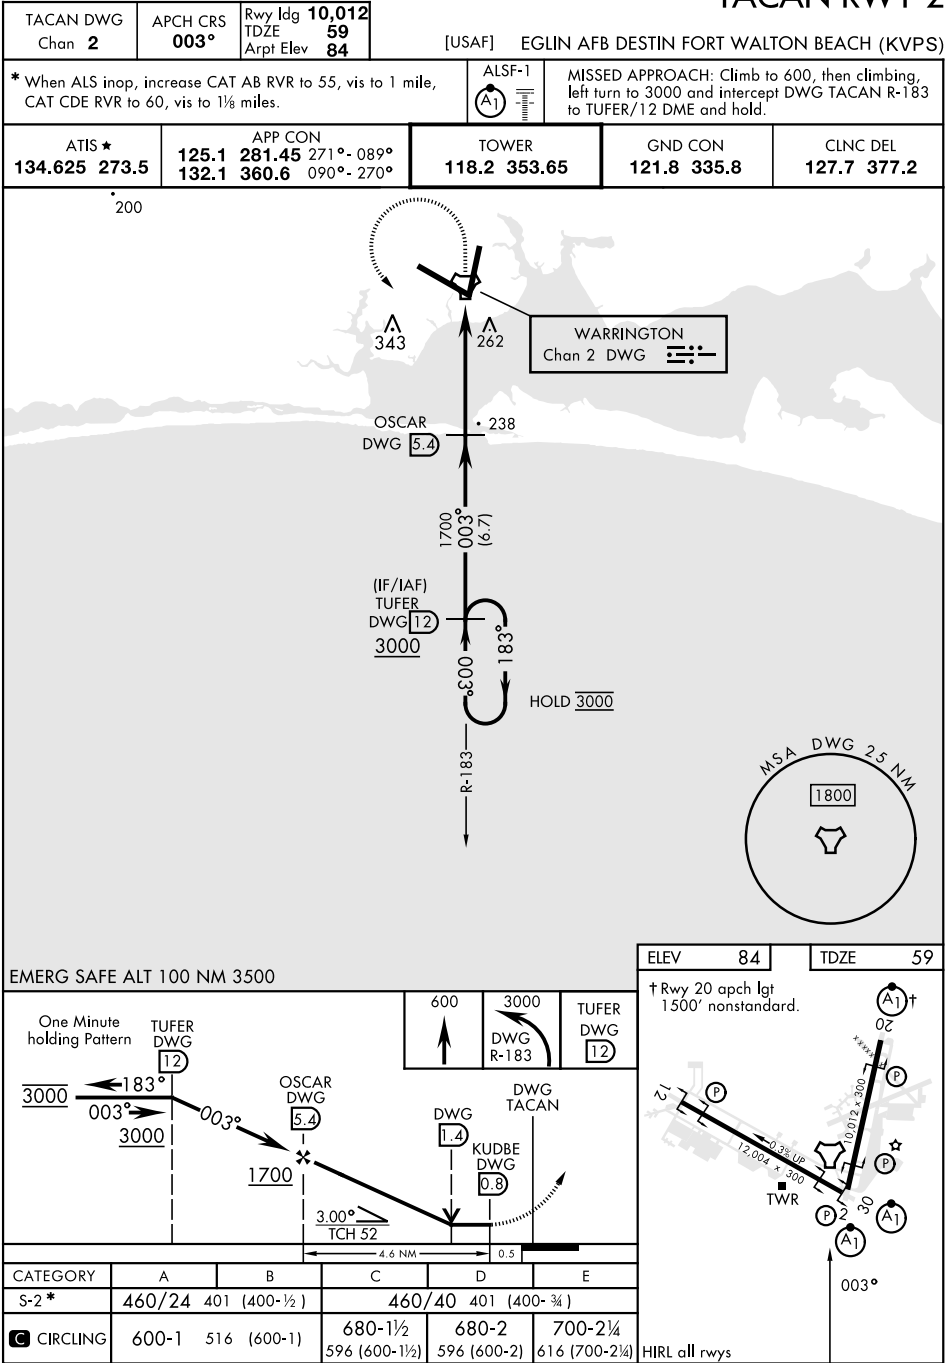 TACAN RWY 2
TACAN DWG
Chan 2
APCH CRS
003°
Rwy ldg 10,012
TDZE 59
Arpt Elev 84
[USAF] EGLIN AFB DESTIN FORT WALTON BEACH (KVPS)
* When ALS inop, increase CAT AB RVR to 55, vis to 1 mile,
CAT CDE RVR to 60, vis to 1⅛ miles.
ALSF-1
A1
MISSED APPROACH: Climb to 600, then climbing,
left turn to 3000 and intercept DWG TACAN R-183
to TUFER/12 DME and hold.
ATIS ★
134.625 273.5
APP CON
125.1 281.45 271°- 089°
132.1 360.6 090°- 270°
TOWER
118.2 353.65
GND CON
121.8 335.8
CLNC DEL
127.7 377.2
200
343
262
WARRINGTON
Chan 2 DWG
OSCAR
DWG 5.4
238
1700
003°
(6.7)
(IF/IAF)
TUFER
DWG 12
3000
003°
183°
HOLD 3000
R-183
MSA DWG 25 NM
1800
EMERG SAFE ALT 100 NM 3500
ELEV 84
TDZE 59
† Rwy 20 apch lgt
1500' nonstandard.
A1 †
20
P
12
P
10,012 x 300
0.3% UP
12,004 x 300
P
TWR
P
2
30
A1
A1
003°
HIRL all rwys
One Minute
holding Pattern
TUFER
DWG
12
600
3000
DWG
R-183
TUFER
DWG
12
3000
183°
003°
3000
003°
OSCAR
DWG
5.4
1700
DWG
1.4
KUDBE
DWG
0.8
DWG
TACAN
3.00°
TCH 52
4.6 NM
0.5
CATEGORY A B C D E
S-2 * 460/24 401 (400-½) 460/40 401 (400-¾)
C CIRCLING 600-1 516 (600-1) 680-1½ 596 (600-1½) 680-2 596 (600-2) 700-2¼ 616 (700-2¼)